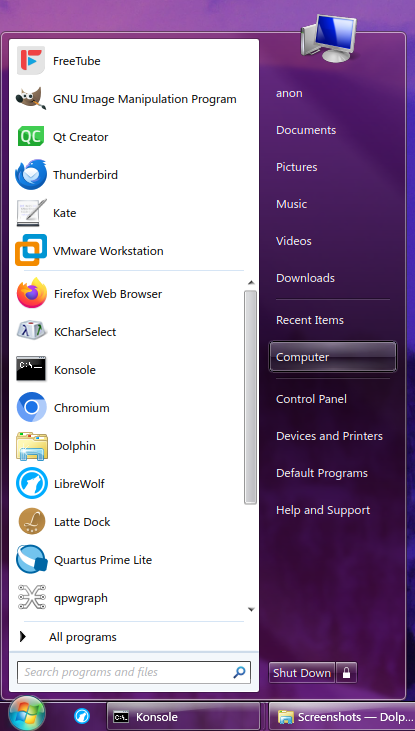 FreeTube
GNU Image Manipulation Program
QC
Qt Creator
Thunderbird
Kate
VMware Workstation
Firefox Web Browser
KCharSelect
C:\._
Konsole
Chromium
Dolphin
LibreWolf
Latte Dock
Quartus Prime Lite
qpwgraph
All programs
Search programs and files
anon
Documents
Pictures
Music
Videos
Downloads
Recent Items
Computer
Control Panel
Devices and Printers
Default Programs
Help and Support
Shut Down
Konsole
Screenshots — Dolp...